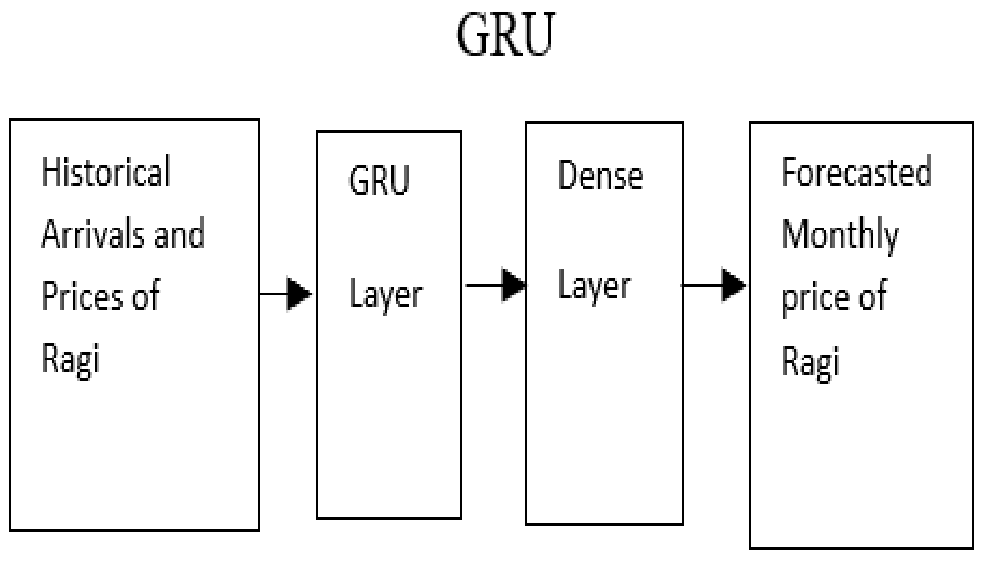 GRU
Historical
Arrivals and
Prices of
Ragi
GRU
Layer
Dense
Layer
Forecasted
Monthly
price of
Ragi